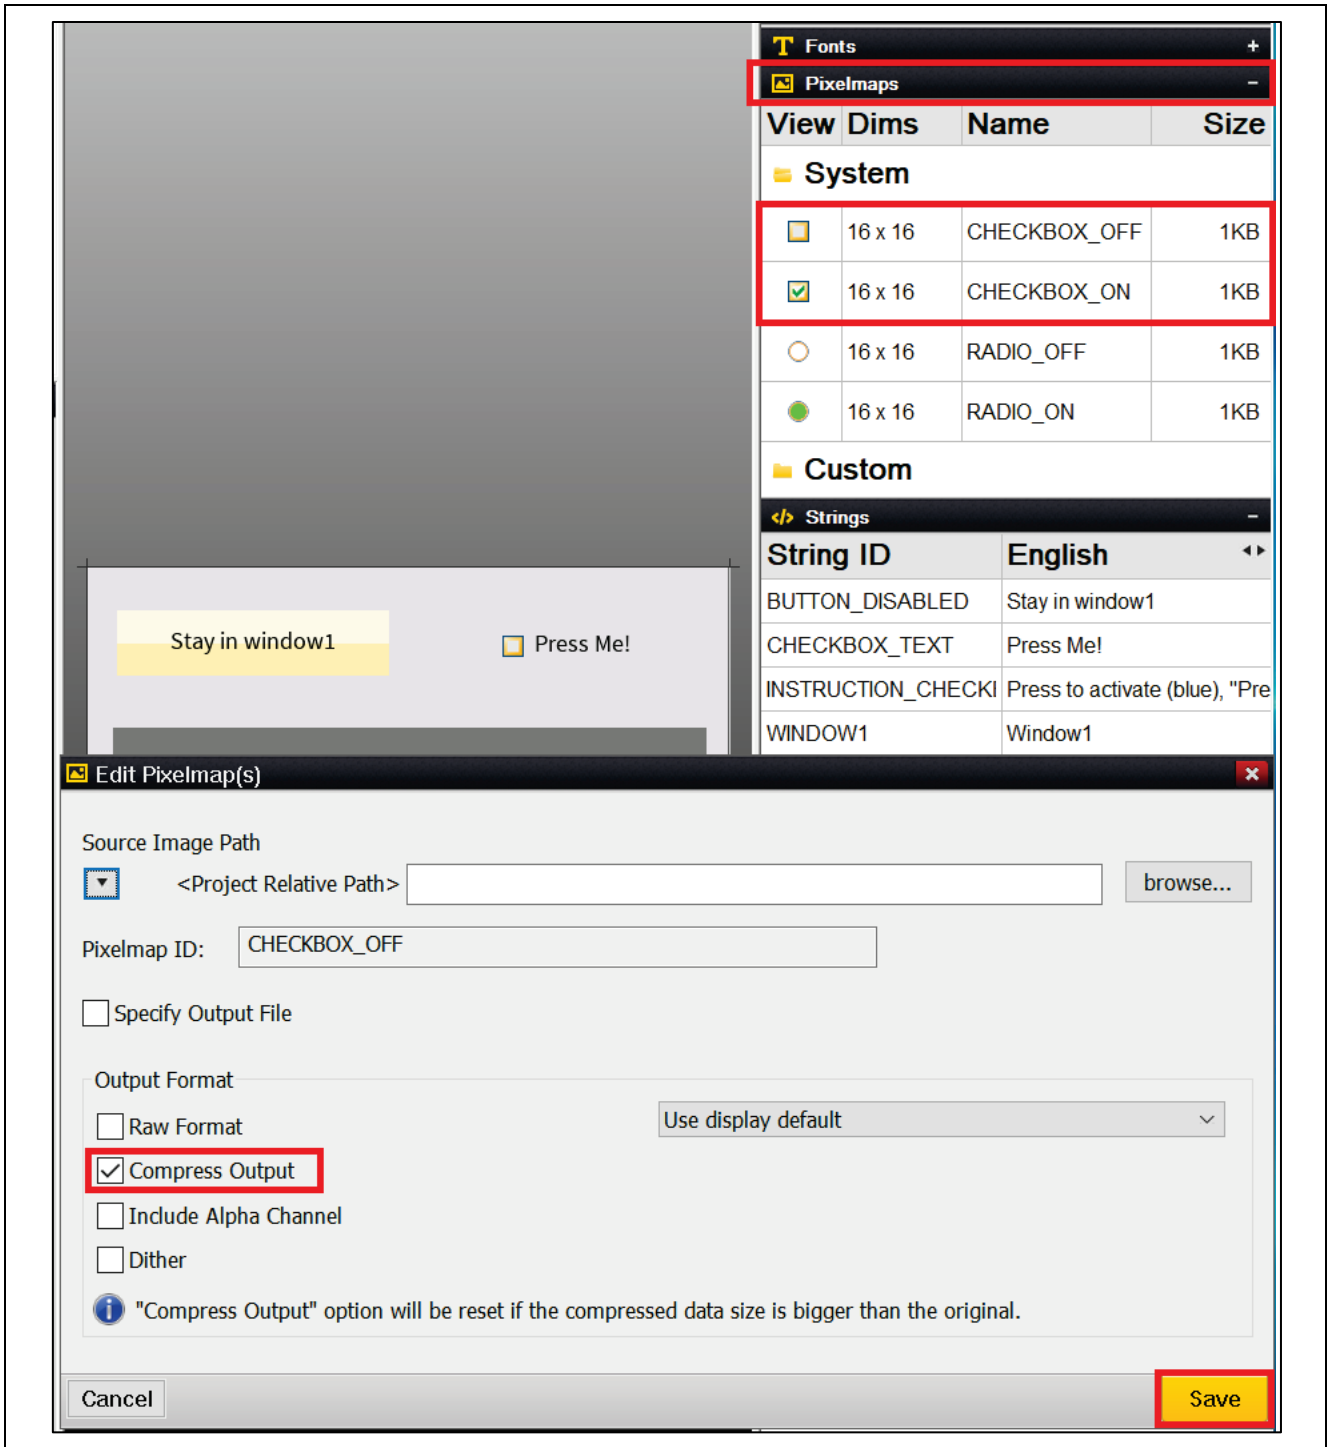 Fonts +
Pixelmaps −
View Dims Name Size
System
16 x 16 CHECKBOX_OFF 1KB
16 x 16 CHECKBOX_ON 1KB
16 x 16 RADIO_OFF 1KB
16 x 16 RADIO_ON 1KB
Custom
</> Strings −
String ID English
BUTTON_DISABLED Stay in window1
CHECKBOX_TEXT Press Me!
INSTRUCTION_CHECKI Press to activate (blue), "Pre
WINDOW1 Window1
Stay in window1 Press Me!
Edit Pixelmap(s)
Source Image Path
<Project Relative Path> browse...
Pixelmap ID: CHECKBOX_OFF
Specify Output File
Output Format
Raw Format Use display default
Compress Output
Include Alpha Channel
Dither
"Compress Output" option will be reset if the compressed data size is bigger than the original.
Cancel Save